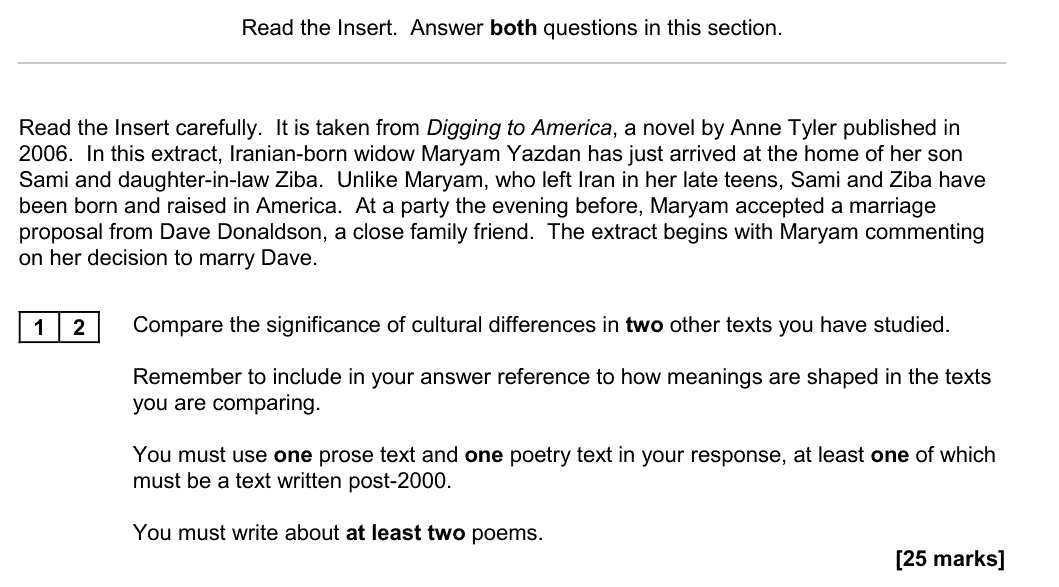 Read the Insert.  Answer both questions in this section.
Read the Insert carefully.  It is taken from Digging to America, a novel by Anne Tyler published in
2006.  In this extract, Iranian-born widow Maryam Yazdan has just arrived at the home of her son
Sami and daughter-in-law Ziba.  Unlike Maryam, who left Iran in her late teens, Sami and Ziba have
been born and raised in America.  At a party the evening before, Maryam accepted a marriage
proposal from Dave Donaldson, a close family friend.  The extract begins with Maryam commenting
on her decision to marry Dave.
1 2 Compare the significance of cultural differences in two other texts you have studied.
Remember to include in your answer reference to how meanings are shaped in the texts
you are comparing.
You must use one prose text and one poetry text in your response, at least one of which
must be a text written post-2000.
You must write about at least two poems.
[25 marks]